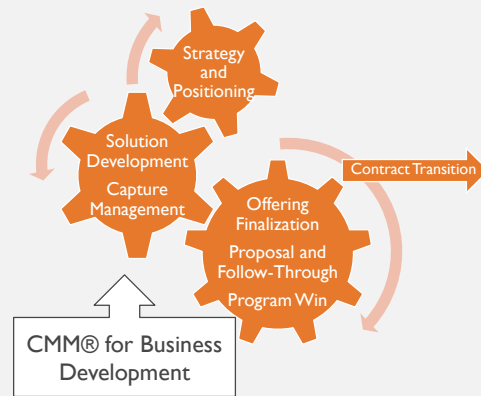 Strategy
and
Positioning
Solution
Development
Capture
Management
Contract Transition
Offering
Finalization
Proposal and
Follow-Through
Program Win
CMM® for Business
Development